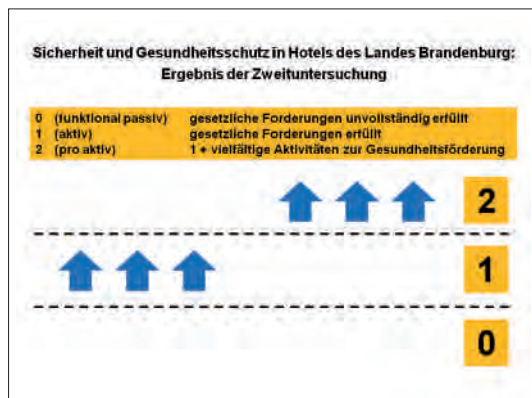 Sicherheit und Gesundheitsschutz in Hotels des Landes Brandenburg:
Ergebnis der Zweituntersuchung
0 (funktional passiv) gesetzliche Forderungen unvollständig erfüllt
1 (aktiv) gesetzliche Forderungen erfüllt
2 (pro aktiv) 1 + vielfältige Aktivitäten zur Gesundheitsförderung
2
1
0